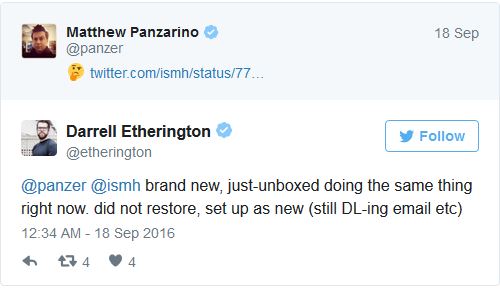 Matthew Panzarino
18 Sep
@panzer
🤔 twitter.com/ismh/status/77…
Darrell Etherington
Follow
@etherington
@panzer @ismh brand new, just-unboxed doing the same thing
right now. did not restore, set up as new (still DL-ing email etc)
12:34 AM - 18 Sep 2016
4 4